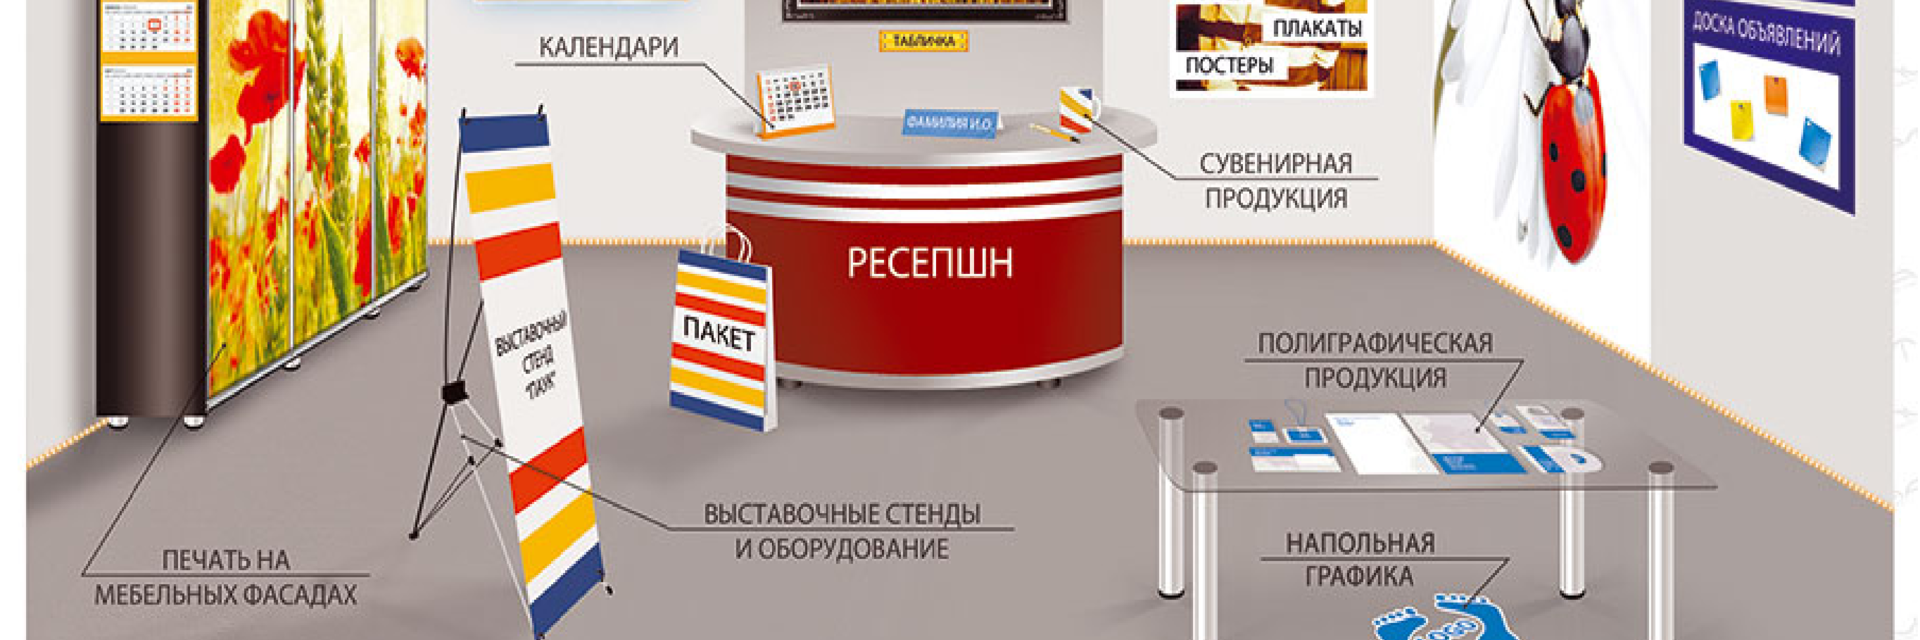 КАЛЕНДАРИ
ТАБЛИЧКА
ПЛАКАТЫ
ПОСТЕРЫ
ДОСКА ОБЪЯВЛЕНИЙ
ФАМИЛИЯ И.О.
СУВЕНИРНАЯ
ПРОДУКЦИЯ
РЕСЕПШН
ПАКЕТ
ВЫСТАВОЧНЫЙ
СТЕНД
"ПАУК"
ПОЛИГРАФИЧЕСКАЯ
ПРОДУКЦИЯ
ВЫСТАВОЧНЫЕ СТЕНДЫ
И ОБОРУДОВАНИЕ
ПЕЧАТЬ НА
МЕБЕЛЬНЫХ ФАСАДАХ
НАПОЛЬНАЯ
ГРАФИКА
LOGO